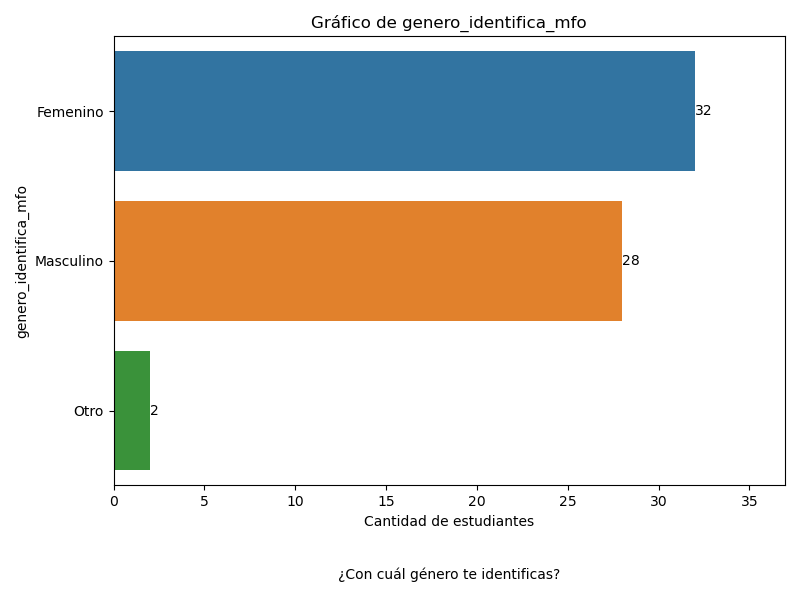 Gráfico de genero_identifica_mfo
genero_identifica_mfo
Femenino
32
Masculino
28
Otro
2
0 5 10 15 20 25 30 35
Cantidad de estudiantes
¿Con cuál género te identificas?